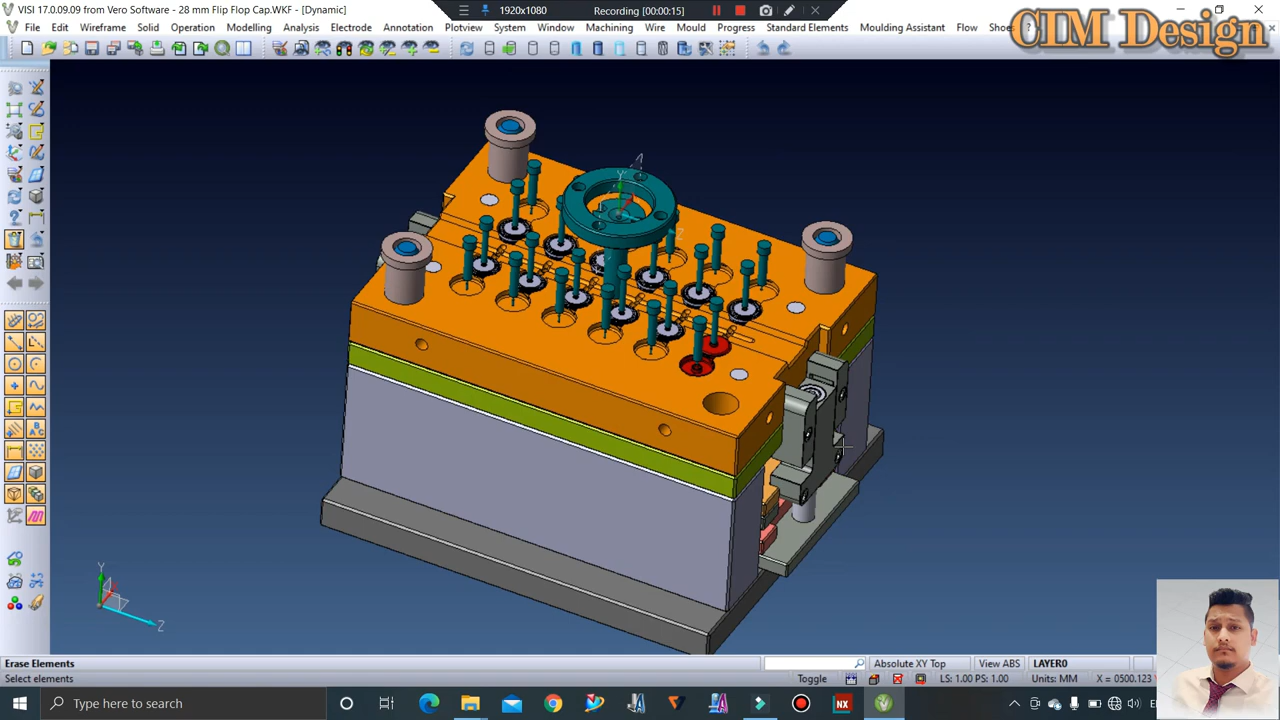 VISI 17.0.09.09 from Vero Software - 28 mm Flip Flop Cap.WKF - [Dynamic]
1920x1080
Recording [00:00:15]
CIM Design
File Edit Wireframe Solid Operation Modelling Analysis Electrode Annotation Plotview System Window Machining Wire Mould Progress Standard Elements Moulding Assistant Flow
Y
Z
Y
Z
Erase Elements
Absolute XY Top
View ABS
LAYER0
Select elements
Toggle
LS: 1.00 PS: 1.00
Units: MM
X = 0500.123
Type here to search
NX